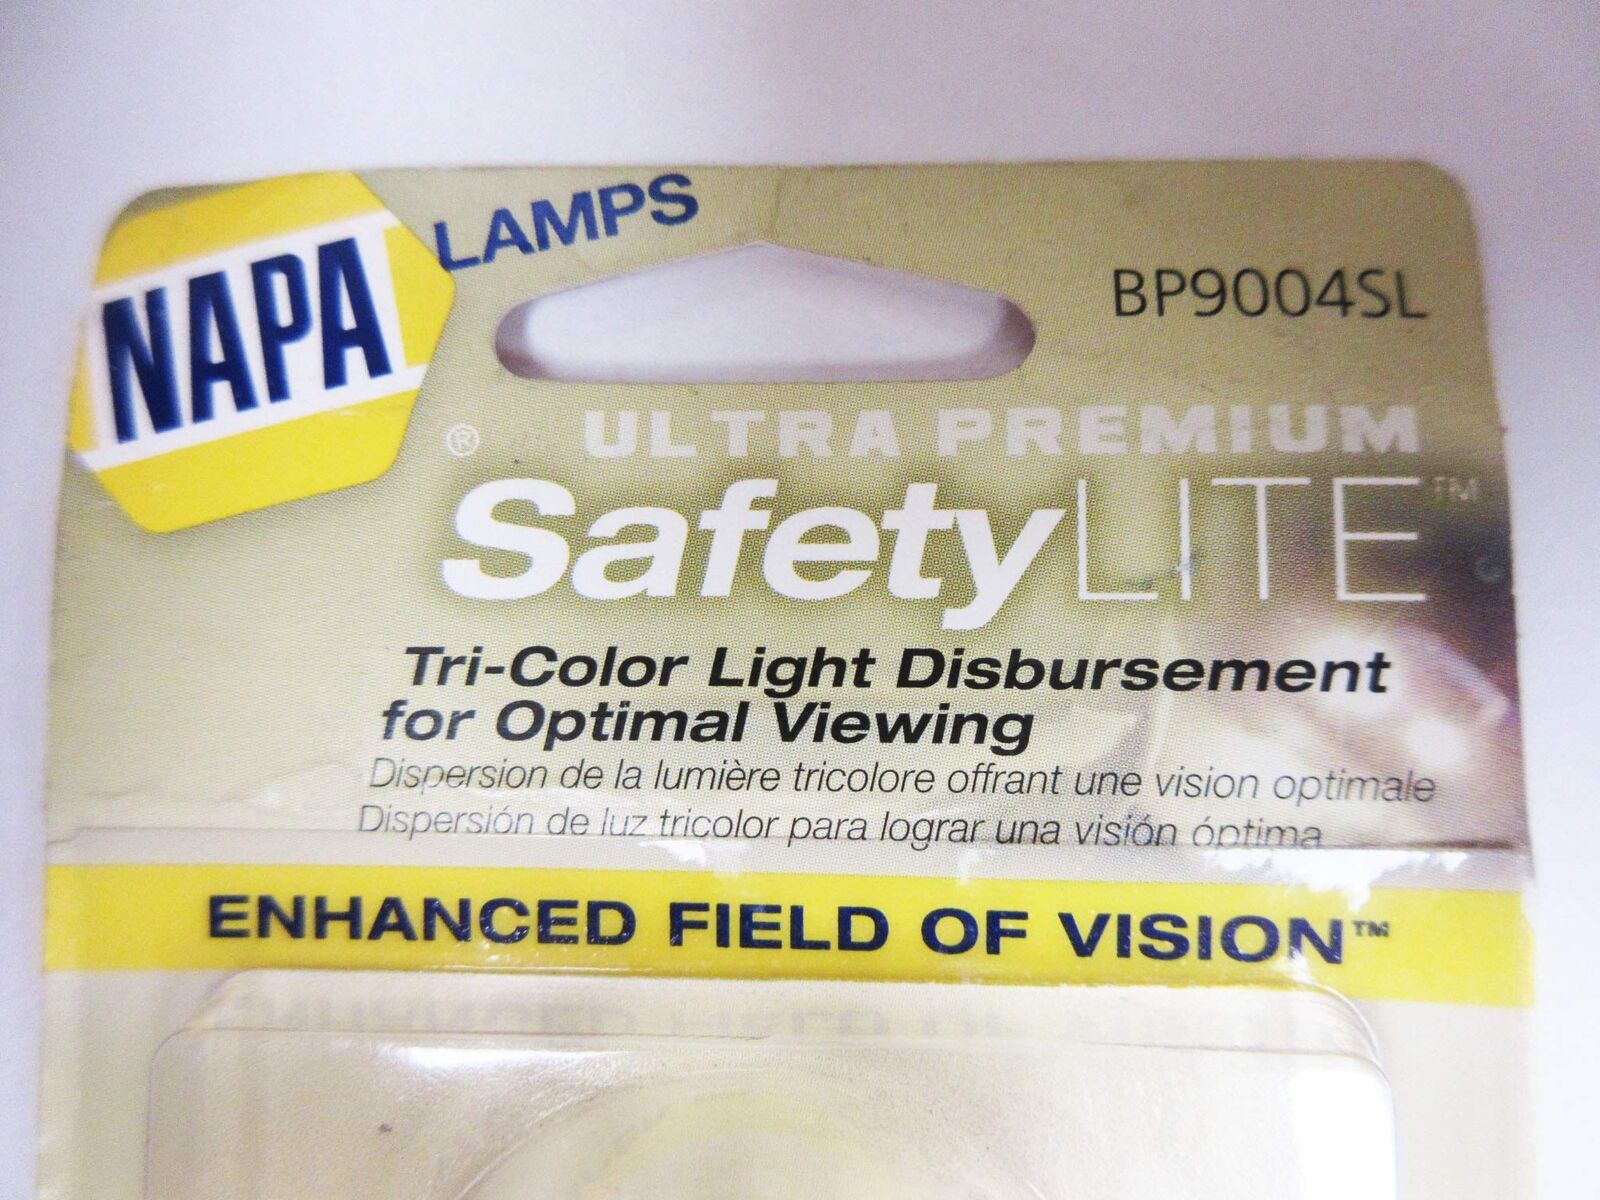 NAPA
LAMPS
BP9004SL
®
ULTRA PREMIUM
SafetyLITE™
Tri-Color Light Disbursement
for Optimal Viewing
Dispersion de la lumière tricolore offrant une vision optimale
Dispersión de luz tricolor para lograr una visión óptima
ENHANCED FIELD OF VISION™